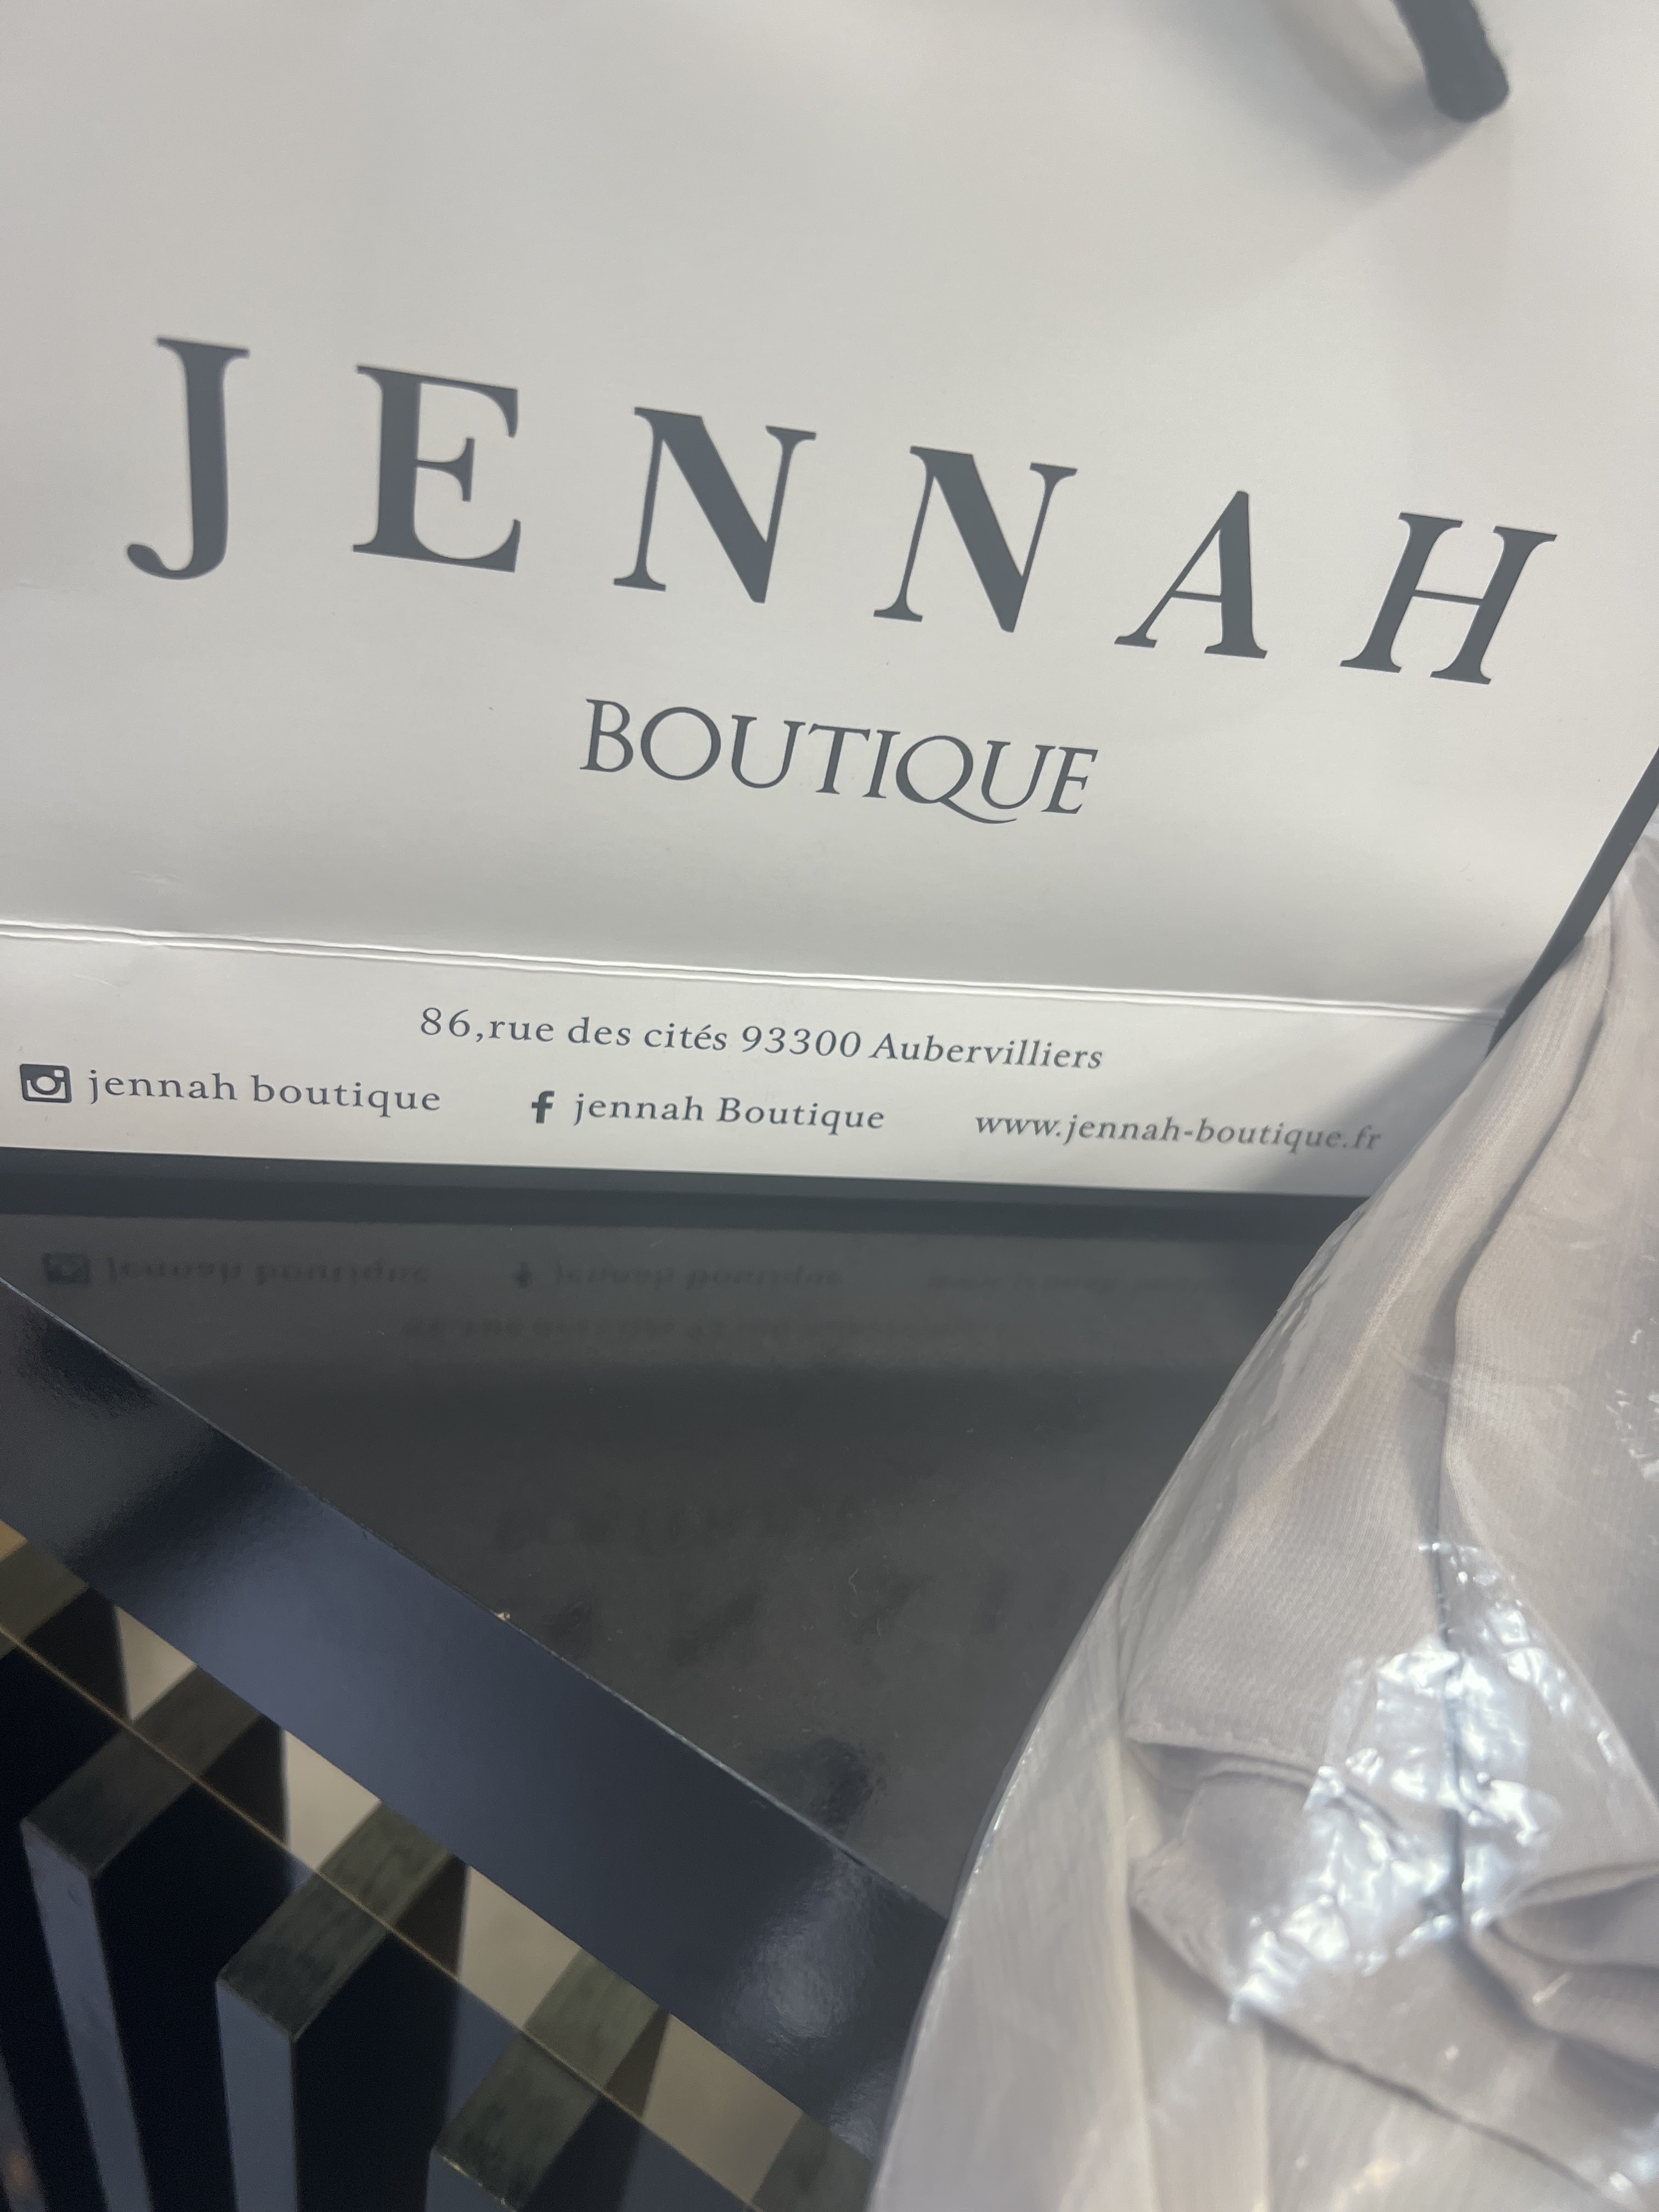 JENNAH
BOUTIQUE
86,rue des cités 93300 Aubervilliers
jennah boutique
jennah Boutique
www.jennah-boutique.fr